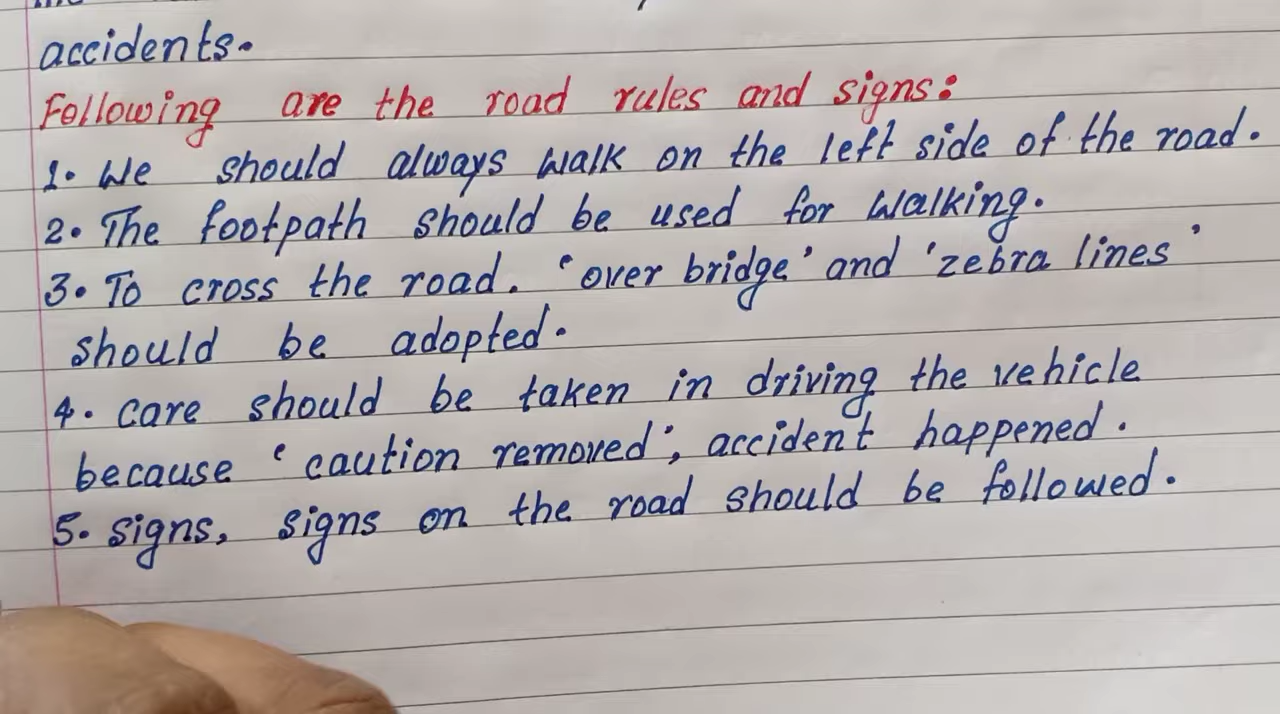 accidents.
Following are the road rules and signs:
1. We should always walk on the left side of the road.
2. The footpath should be used for walking.
3. To cross the road. 'over bridge' and 'zebra lines'
should be adopted.
4. care should be taken in driving the vehicle
because 'caution removed', accident happened.
5. signs, signs on the road should be followed.